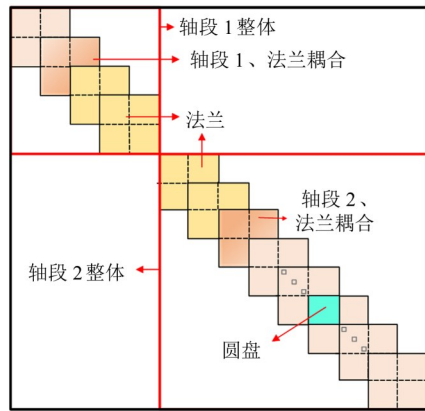 轴段 1 整体
轴段 1、法兰耦合
法兰
轴段 2、
法兰耦合
轴段 2 整体
圆盘